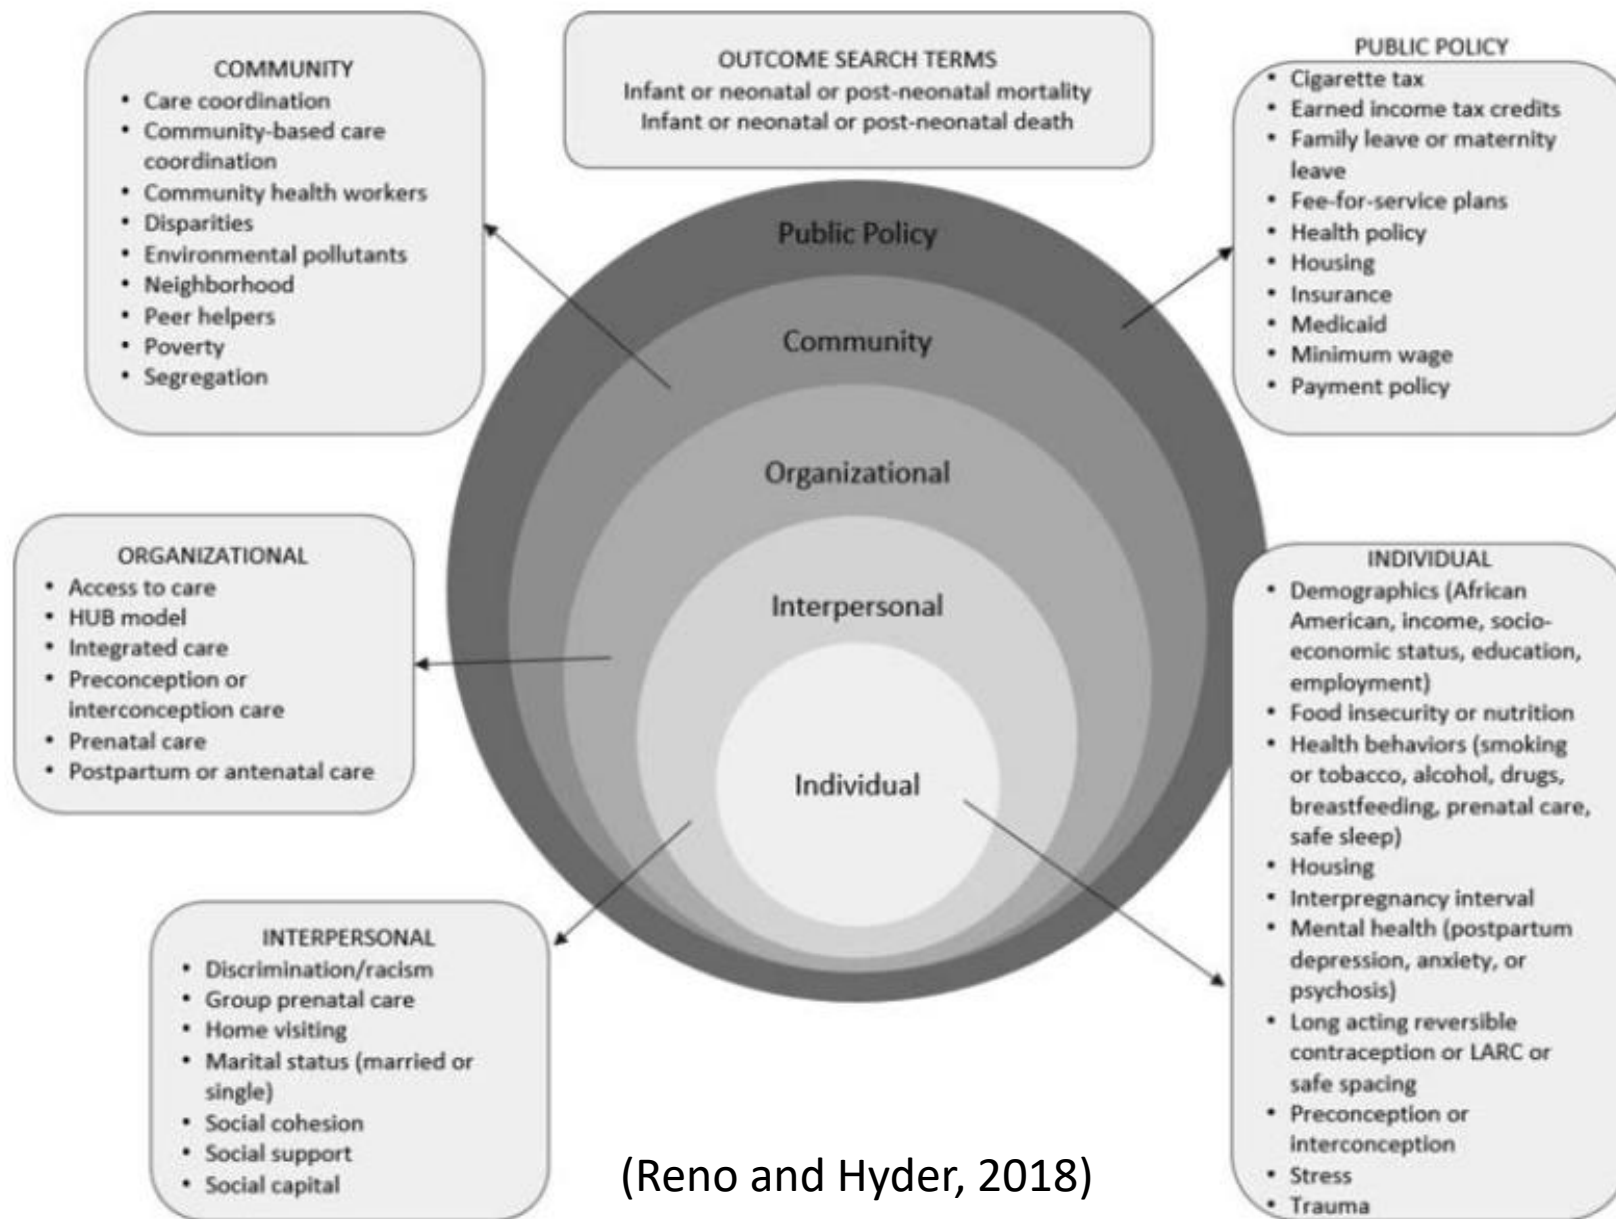 OUTCOME SEARCH TERMS
Infant or neonatal or post-neonatal mortality
Infant or neonatal or post-neonatal death
COMMUNITY
• Care coordination
• Community-based care
coordination
• Community health workers
• Disparities
• Environmental pollutants
• Neighborhood
• Peer helpers
• Poverty
• Segregation
PUBLIC POLICY
• Cigarette tax
• Earned income tax credits
• Family leave or maternity
leave
• Fee-for-service plans
• Health policy
• Housing
• Insurance
• Medicaid
• Minimum wage
• Payment policy
Public Policy
Community
Organizational
Interpersonal
Individual
ORGANIZATIONAL
• Access to care
• HUB model
• Integrated care
• Preconception or
interconception care
• Prenatal care
• Postpartum or antenatal care
INDIVIDUAL
• Demographics (African
American, income, socio-
economic status, education,
employment)
• Food insecurity or nutrition
• Health behaviors (smoking
or tobacco, alcohol, drugs,
breastfeeding, prenatal care,
safe sleep)
• Housing
• Interpregnancy interval
• Mental health (postpartum
depression, anxiety, or
psychosis)
• Long acting reversible
contraception or LARC or
safe spacing
• Preconception or
interconception
• Stress
• Trauma
INTERPERSONAL
• Discrimination/racism
• Group prenatal care
• Home visiting
• Marital status (married or
single)
• Social cohesion
• Social support
• Social capital
(Reno and Hyder, 2018)